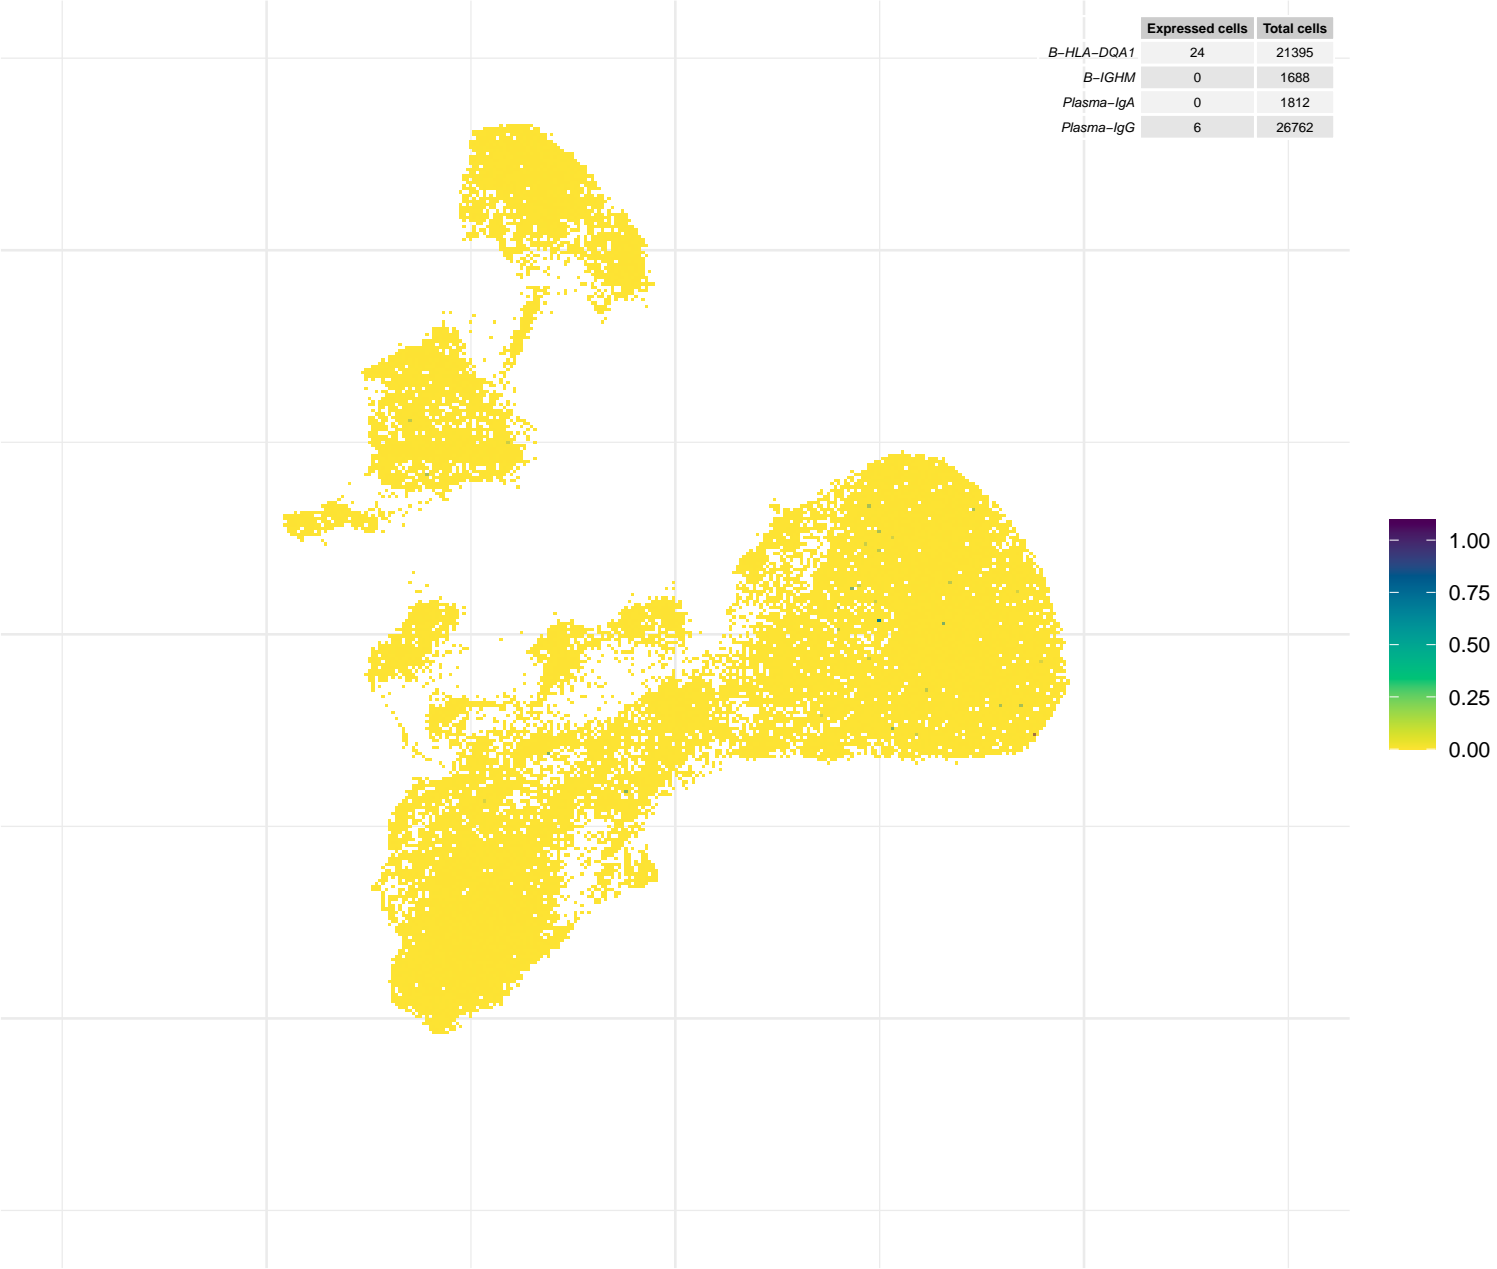 Expressed cells Total cells
B−HLA−DQA1 24 21395
B−IGHM 0 1688
Plasma−IgA 0 1812
Plasma−IgG 6 26762
1.00
0.75
0.50
0.25
0.00